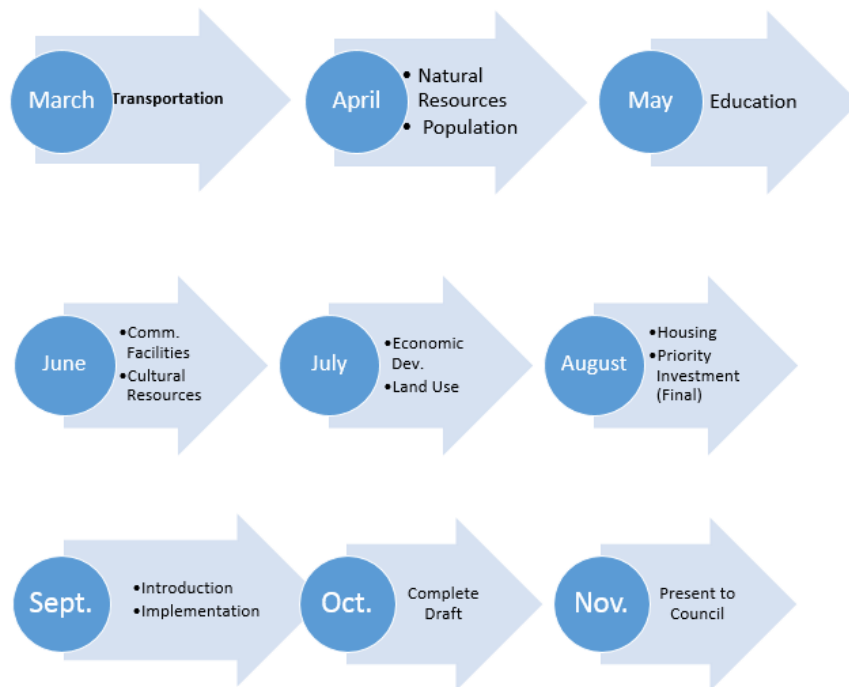 March
Transportation
April
• Natural
Resources
• Population
May
Education
June
•Comm.
Facilities
•Cultural
Resources
July
•Economic
Dev.
•Land Use
August
•Housing
•Priority
Investment
(Final)
Sept.
•Introduction
•Implementation
Oct.
Complete
Draft
Nov.
Present to
Council